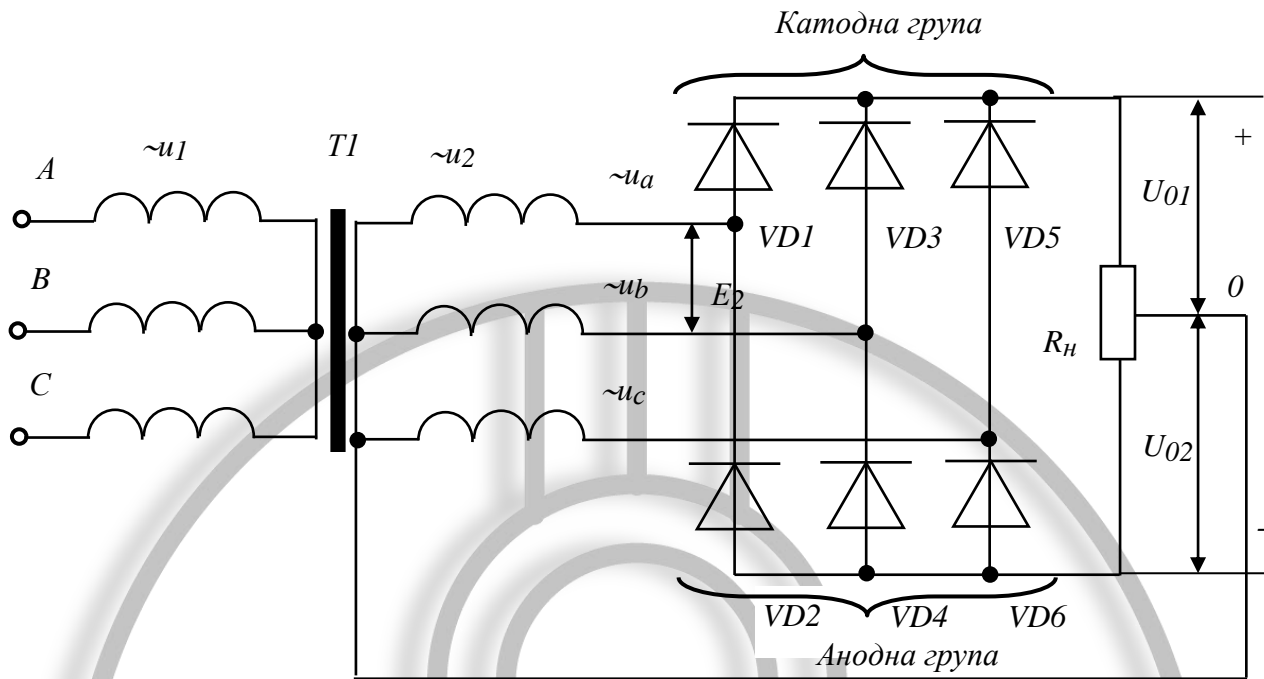 Катодна група
~u1 T1 ~u2
A ~ua + U01
VD1 VD3 VD5
B ~ub E2 0
Rн
C ~uc
U02
-
VD2 VD4 VD6
Анодна група